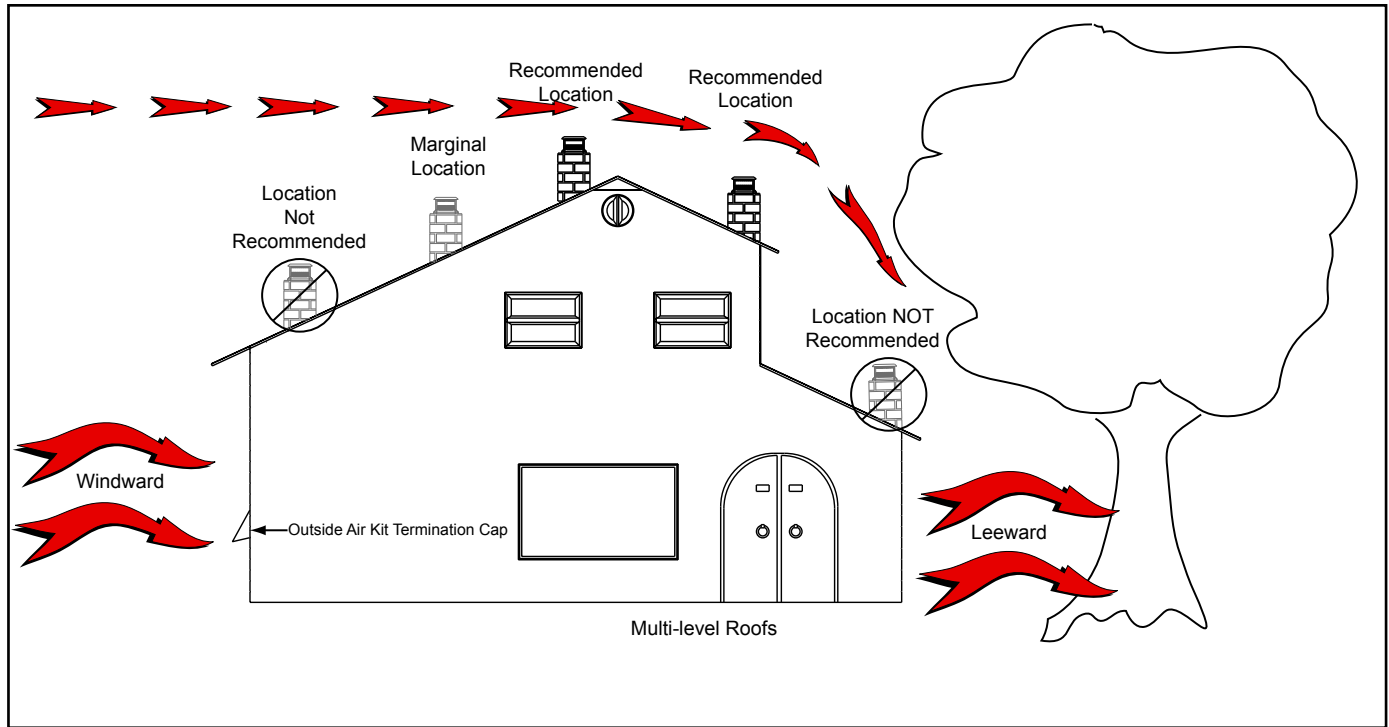 Recommended
Location
Recommended
Location
Marginal
Location
Location
Not
Recommended
Location NOT
Recommended
Windward
Outside Air Kit Termination Cap
Leeward
Multi-level Roofs